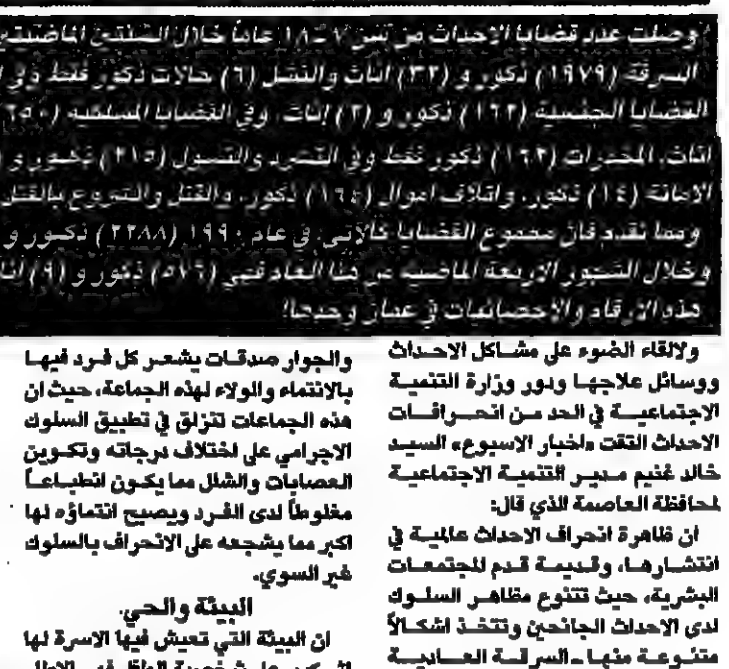 وصلت عدد قضايا الاحداث من سن ٧ - ١٨ عاماً خلال السنتين الماضيتين
السرقة (١٩٧٩) ذكور و (٣٣) اناث والنشل (٦) حالات ذكور فقط وفي
القضايا الجنسية (١٦٢) ذكور و (٢) إناث. وفي القضايا المسلكية
اناث، المخدرات (١٦٢) ذكور فقط وفي التشرد والتسول (٢١٥) ذكور و
الامانة (١٤) ذكور، واتلاف اموال (١٦٤) ذكور، والقتل والشروع بالقتل
ومما تقدم فان مجموع القضايا كالآتي: في عام ١٩٩٠ (٢٢٨٨) ذكور و
وخلال الشهور الاربعة الماضية من هذا العام فهي (٥٧٦) ذكور و (٩) اناث
هذه الارقام والاحصائيات في عمان وحدها!
ولالقاء الضوء على مشاكل الاحداث
ووسائل علاجها ودور وزارة التنمية
الاجتماعية في الحد من انحرافات
الاحداث التقت «اخبار الاسبوع» السيد
خالد غنيم مدير التنمية الاجتماعية
لمحافظة العاصمة الذي قال:
ان ظاهرة انحراف الاحداث عالمية في
انتشارها، وقديمة قدم المجتمعات
البشرية، حيث تتنوع مظاهر السلوك
لدى الاحداث الجانحين وتتخذ اشكالاً
متنوعة منها ـ السرقة العادية
والجوار صدقات يشعر كل فرد فيها
بالانتماء والولاء لهذه الجماعة، حيث ان
هذه الجماعات تنزلق في تطبيق السلوك
الاجرامي على اختلاف درجاته وتكوين
العصابات والشلل مما يكون انطباعاً
مغلوطاً لدى الفرد ويصبح انتماؤه لها
اكبر مما يشجعه على الانحراف بالسلوك
غير السوي.
البيئة والحي.
ان البيئة التي تعيش فيها الاسرة لها